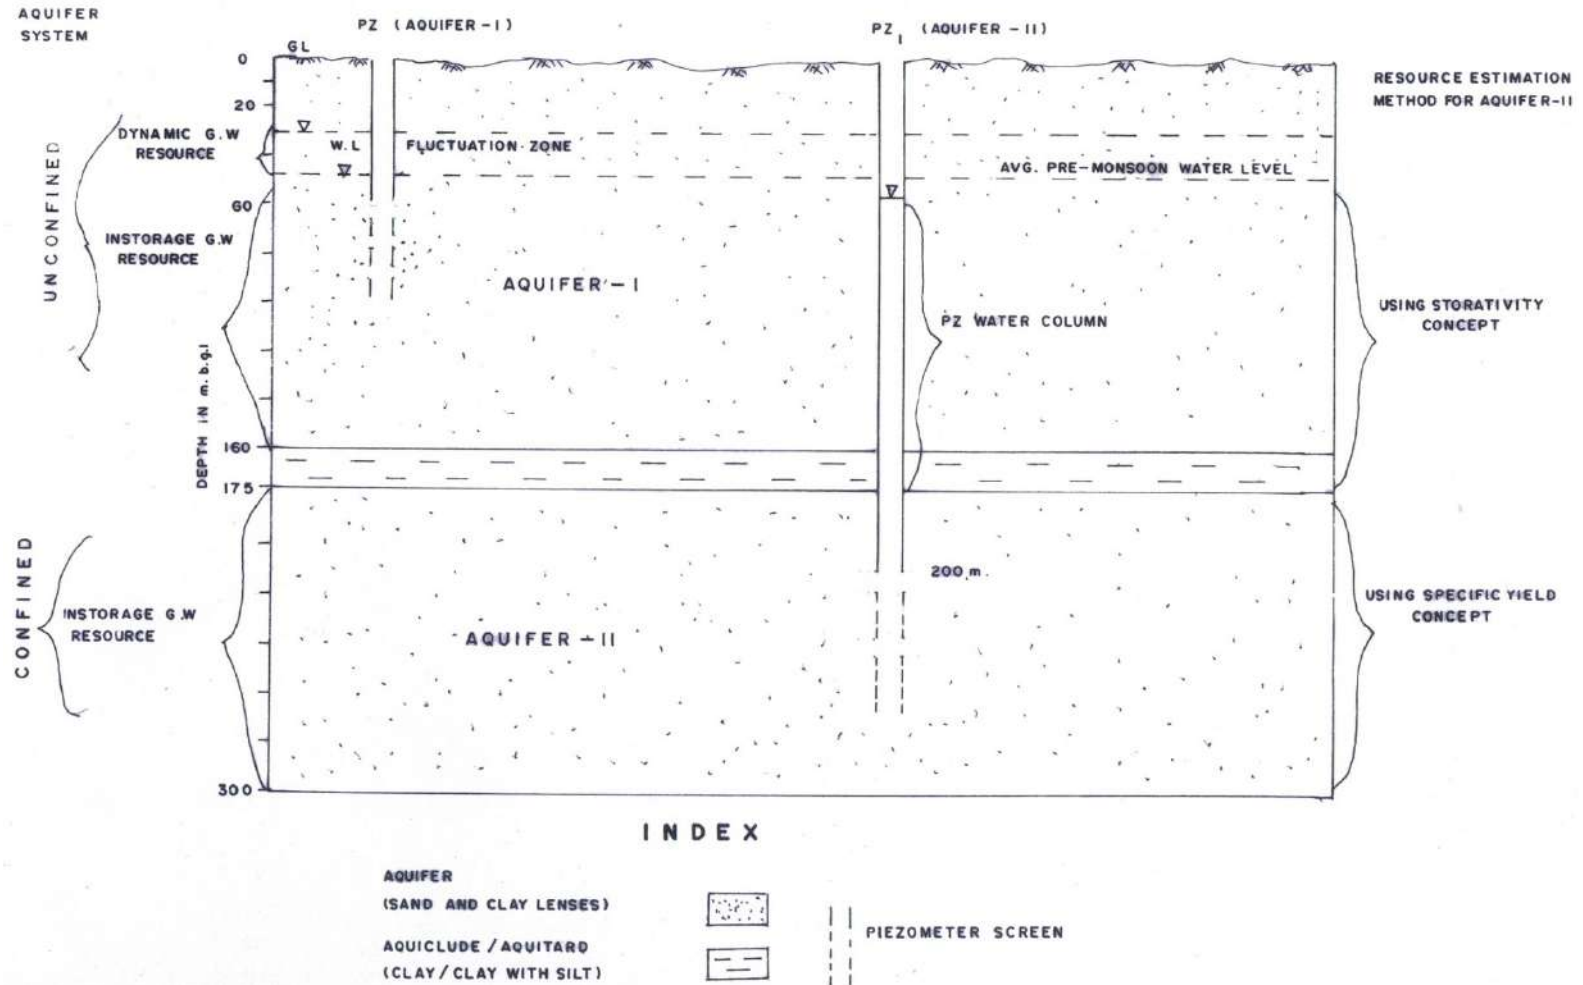 AQUIFER
SYSTEM
PZ (AQUIFER-I)
PZ1 (AQUIFER-II)
GL
0
20
60
160
175
300
DEPTH IN m.b.g.l
RESOURCE ESTIMATION
METHOD FOR AQUIFER-II
UNCONFINED
DYNAMIC G.W
RESOURCE
W.L
FLUCTUATION ZONE
AVG. PRE-MONSOON WATER LEVEL
INSTORAGE G.W
RESOURCE
AQUIFER-I
PZ WATER COLUMN
USING STORATIVITY
CONCEPT
CONFINED
INSTORAGE G.W
RESOURCE
AQUIFER-II
200 m.
USING SPECIFIC YIELD
CONCEPT
INDEX
AQUIFER
(SAND AND CLAY LENSES)
AQUICLUDE/AQUITARD
(CLAY/CLAY WITH SILT)
PIEZOMETER SCREEN